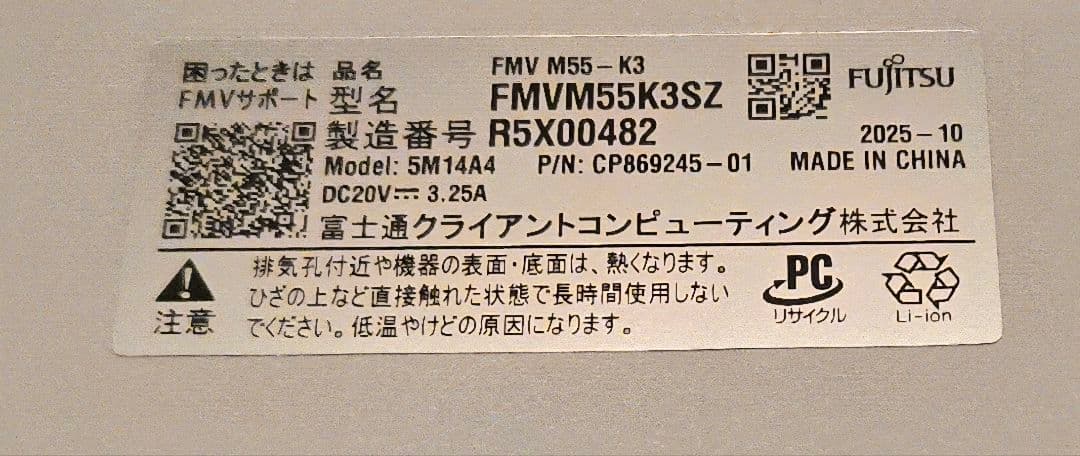 困ったときは 品名 FMV M55-K3
FMVサポート 型名 FMVM55K3SZ FUJITSU
製造番号 R5X00482 2025-10
Model: 5M14A4 P/N: CP869245-01 MADE IN CHINA
DC20V⎓ 3.25A
富士通クライアントコンピューティング株式会社
排気孔付近や機器の表面・底面は、熱くなります。
ひざの上など直接触れた状態で長時間使用しない
でください。低温やけどの原因になります。
注意
PC
リサイクル
Li-ion